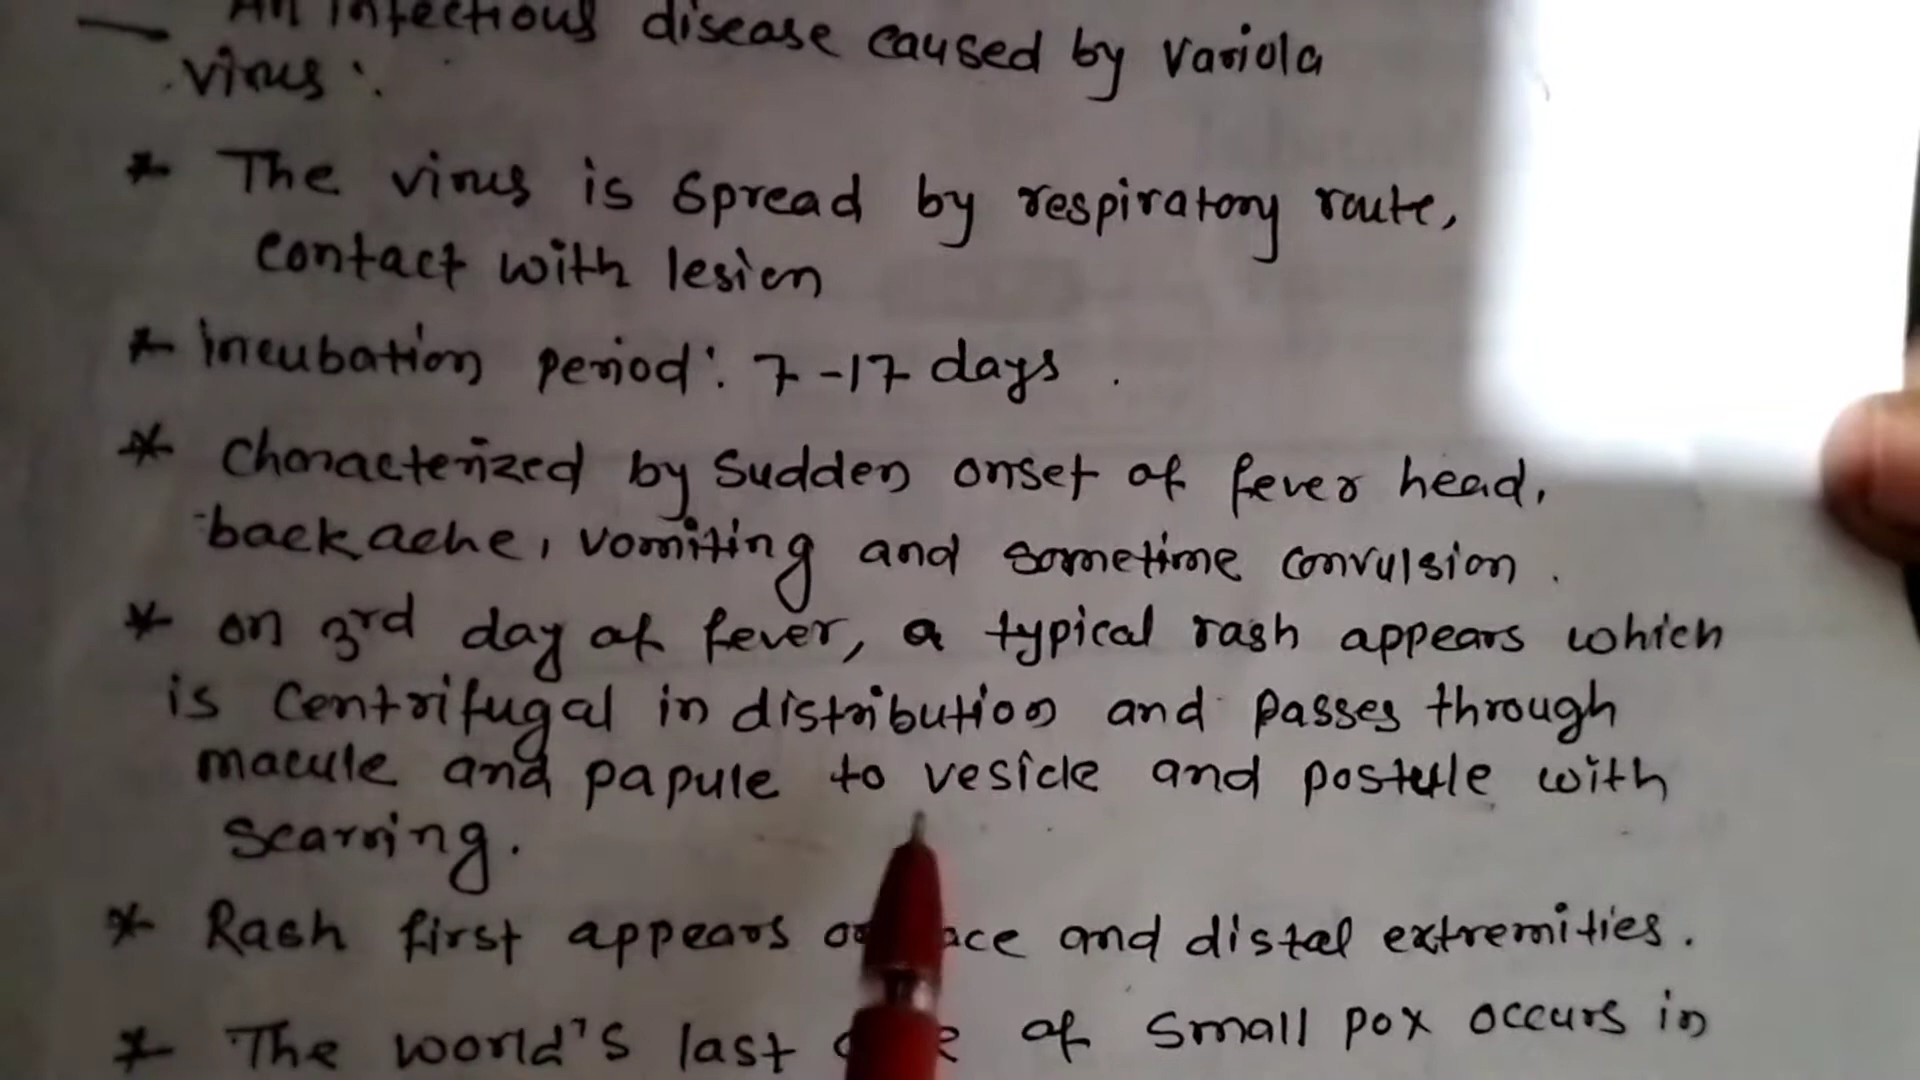 An infectious disease caused by Variola
virus :
* The virus is spread by respiratory route,
contact with lesion
* incubation period : 7-17 days .
* Characterized by sudden onset of fever head,
backache, vomiting and sometime convulsion .
* on 3rd day of fever, a typical rash appears which
is centrifugal in distribution and passes through
macule and papule to vesicle and postule with
scarring.
* Rash first appears and distal extremities.
* The world's last of small pox occurs in